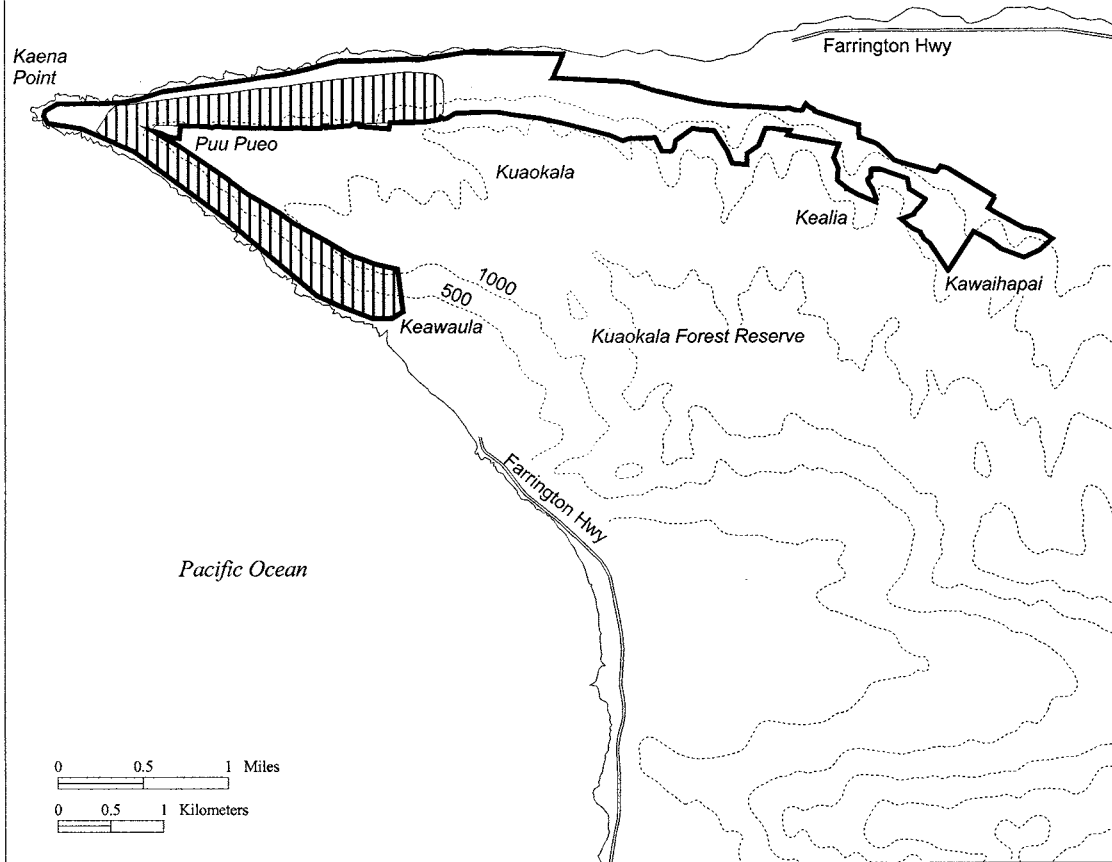 Kaena
Point
Farrington Hwy
Puu Pueo
Kuaokala
Kealia
Kawaihapai
1000
500
Keawaula
Kuaokala Forest Reserve
Farrington Hwy
Pacific Ocean
0 0.5 1 Miles
0 0.5 1 Kilometers